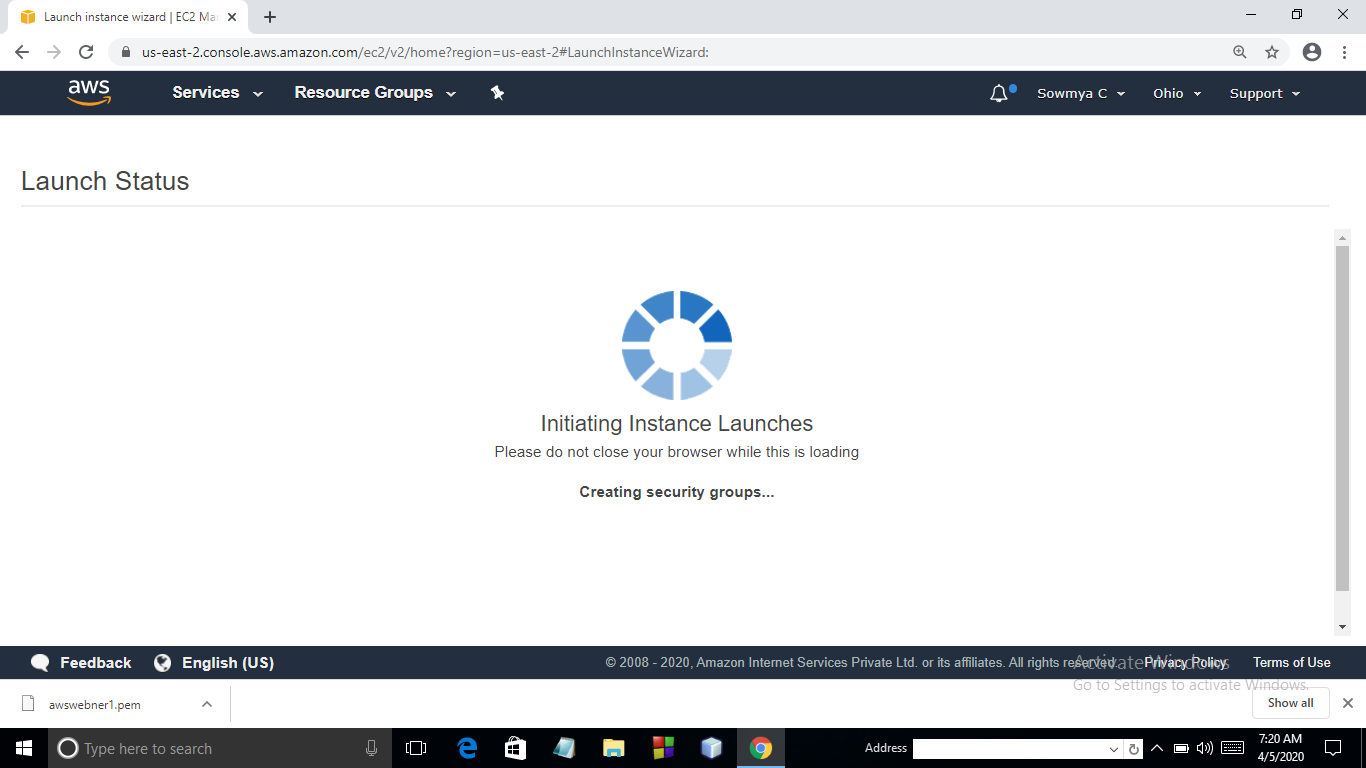 Launch instance wizard | EC2 Ma
us-east-2.console.aws.amazon.com/ec2/v2/home?region=us-east-2#LaunchInstanceWizard:
aws Services Resource Groups Sowmya C Ohio Support
Launch Status
Initiating Instance Launches
Please do not close your browser while this is loading
Creating security groups...
Feedback English (US) © 2008 - 2020, Amazon Internet Services Private Ltd. or its affiliates. All rights reserved. Privacy Policy Terms of Use
Activate Windows
Go to Settings to activate Windows.
awswebner1.pem Show all
Type here to search Address 7:20 AM
4/5/2020